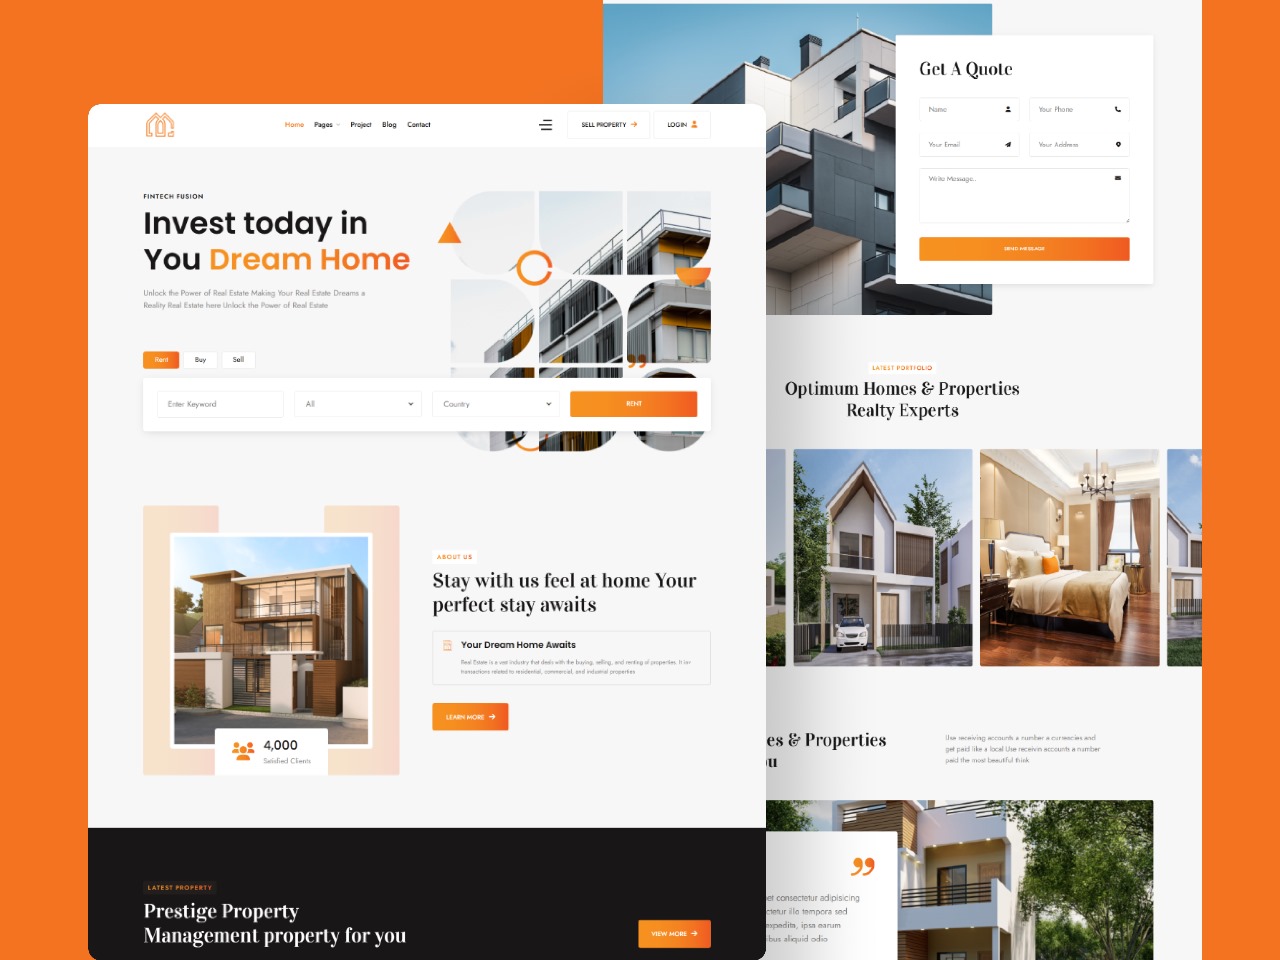 Home
Pages
Project
Blog
Contact
SELL PROPERTY
LOGIN
FINTECH FUSION
Invest today in
You Dream Home
Unlock the Power of Real Estate Making Your Real Estate Dreams a
Reality Real Estate here Unlock the Power of Real Estate
Rent
Buy
Sell
Enter Keyword
All
Country
RENT
4,000
Satisfied Clients
ABOUT US
Stay with us feel at home Your
perfect stay awaits
Your Dream Home Awaits
Real Estate is a vast industry that deals with the buying, selling, and renting of properties. It inv-
transactions related to residential, commercial, and industrial properties
LEARN MORE
LATEST PROPERTY
Prestige Property
Management property for you
VIEW MORE
Get A Quote
Name
Your Phone
Your Email
Your Address
Write Message..
SEND MESSAGE
LATEST PORTFOLIO
Optimum Homes & Properties
Realty Experts
es & Properties
ou
Use receiving accounts a number a currencies and
get paid like a local Use receivin accounts a number
paid the most beautiful think
et consectetur adipisicing
ctetur illo tempora sed
expedita, ipsa earum
ibus aliquid odio